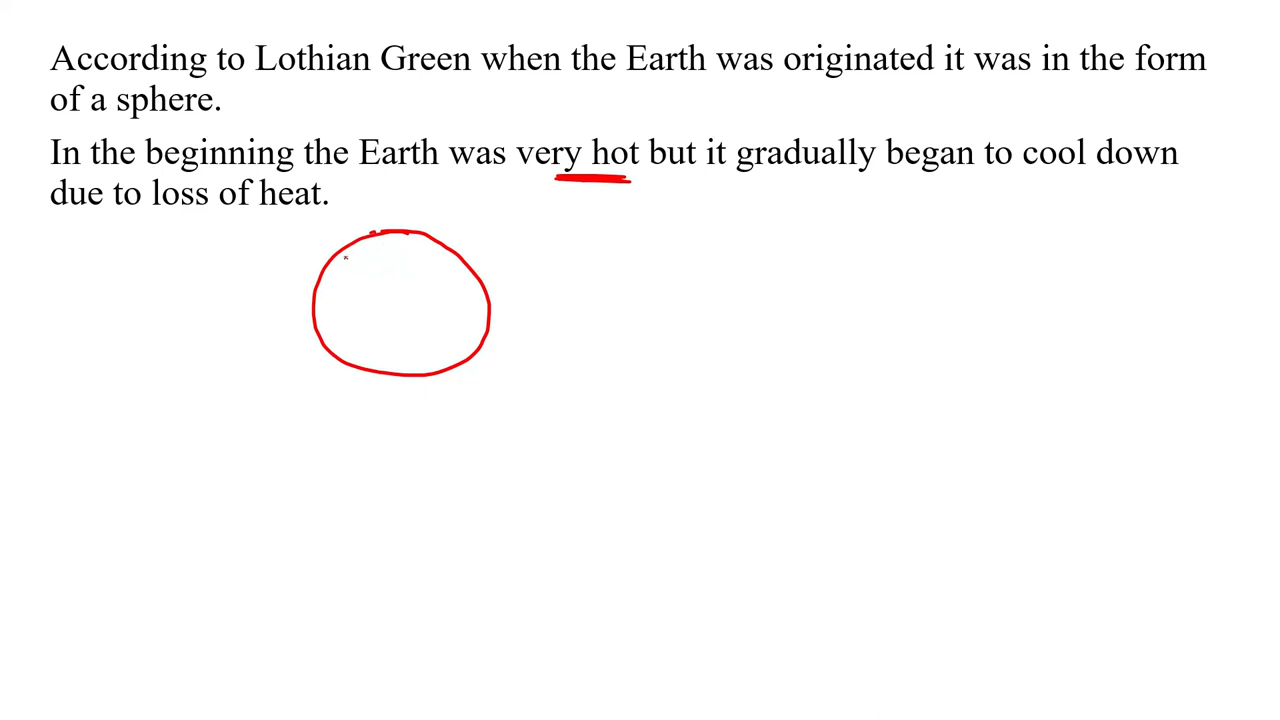 According to Lothian Green when the Earth was originated it was in the form
of a sphere.
In the beginning the Earth was very hot but it gradually began to cool down
due to loss of heat.